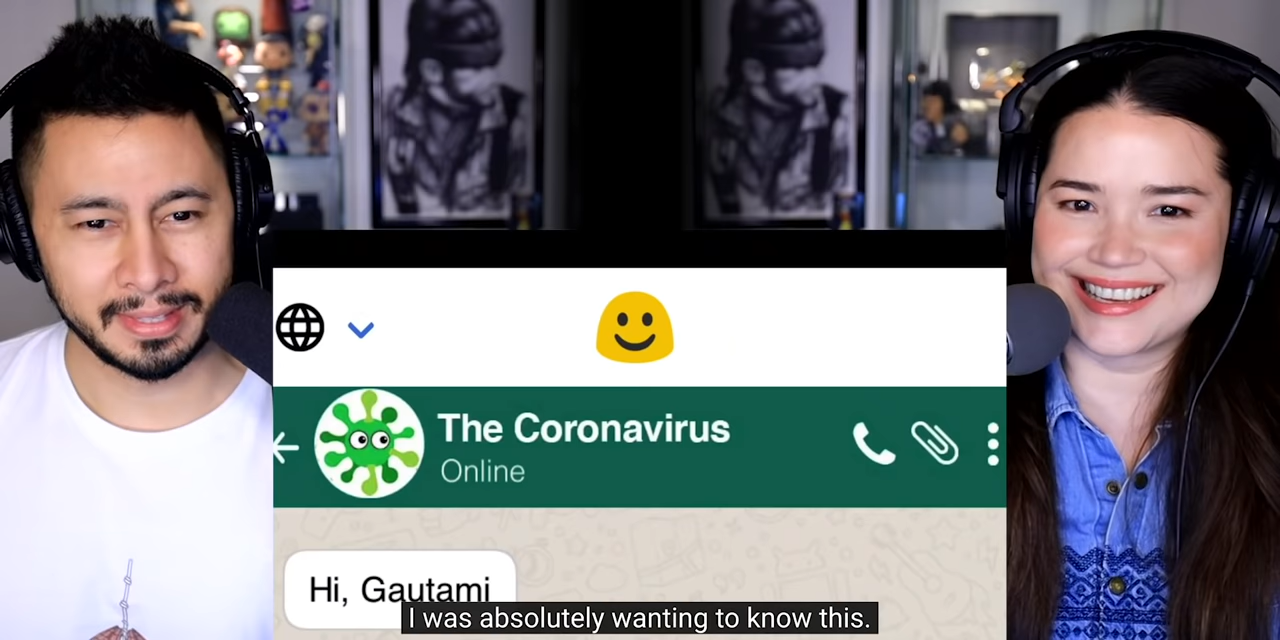 The Coronavirus
Online
Hi, Gautami
I was absolutely wanting to know this.